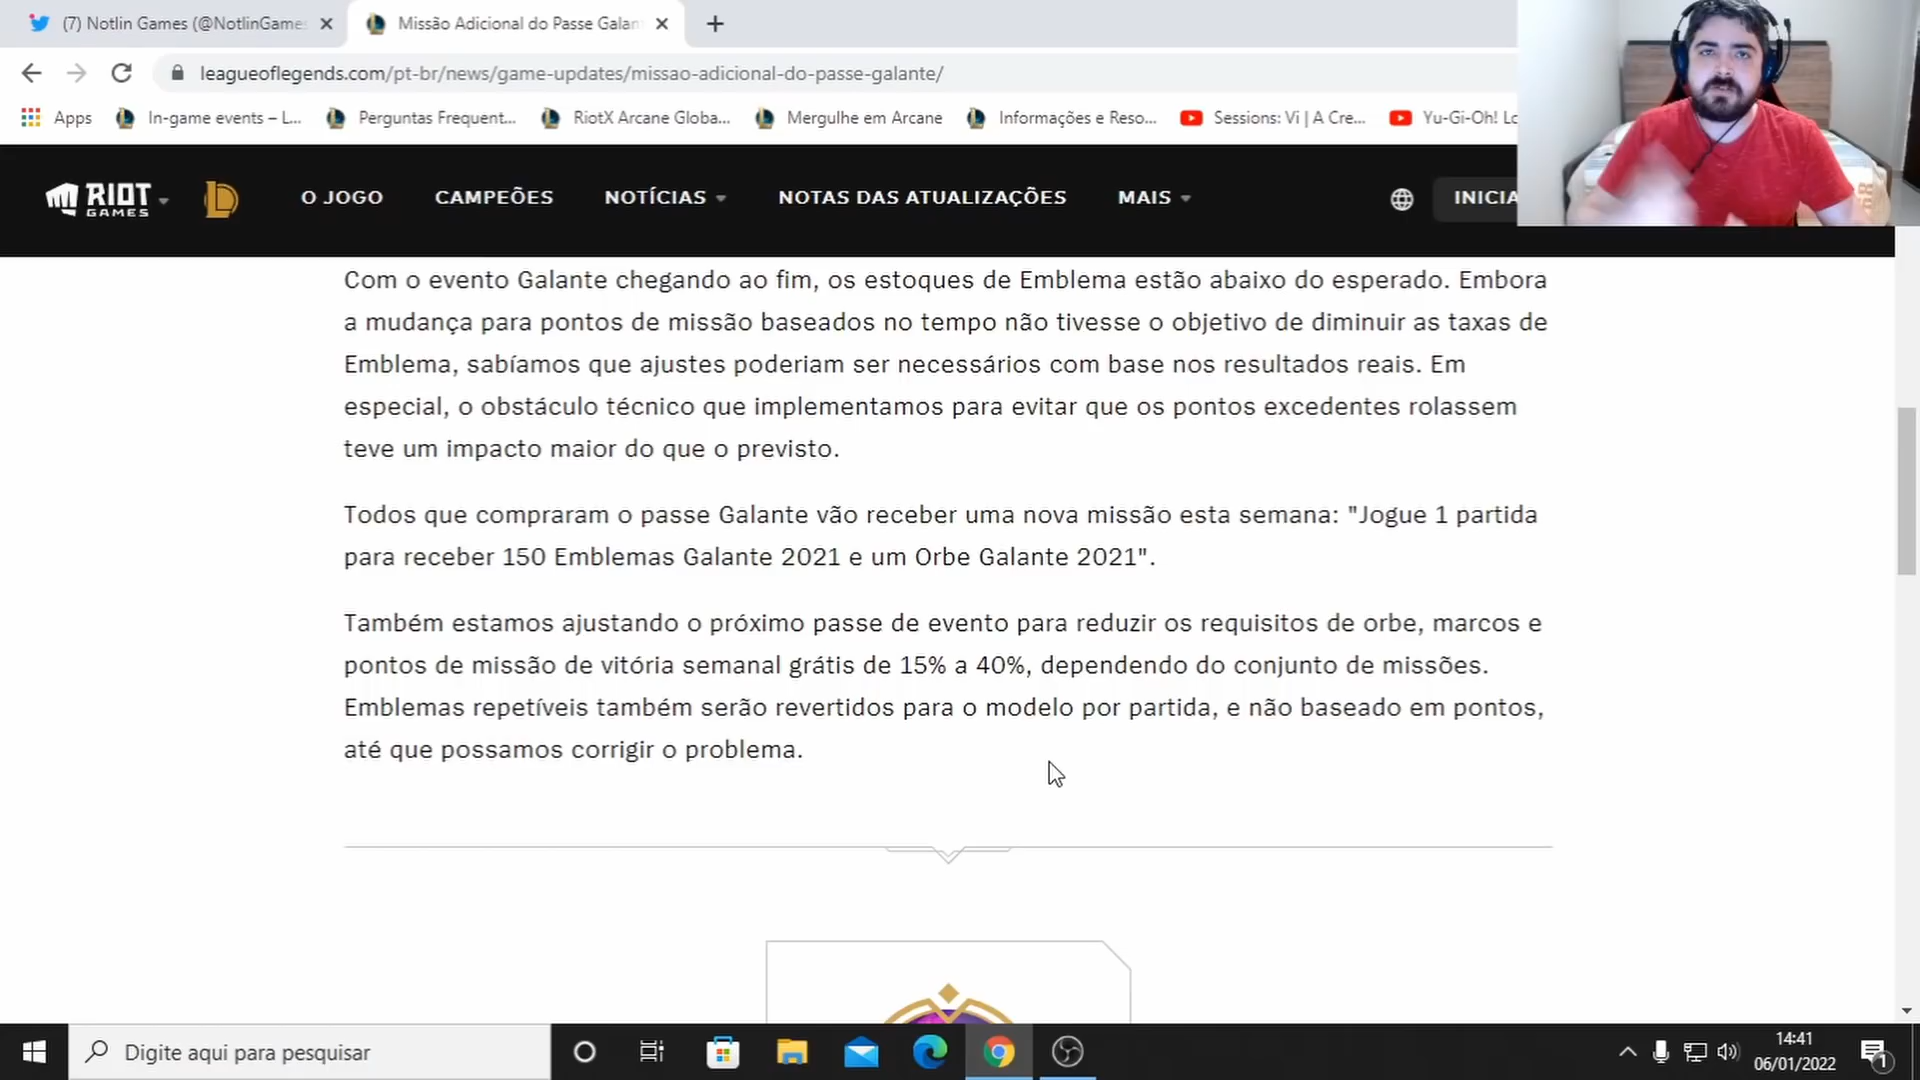 (7) Notlin Games (@NotlinGame
Missão Adicional do Passe Galan
leagueoflegends.com/pt-br/news/game-updates/missao-adicional-do-passe-galante/
Apps
In-game events – L...
Perguntas Frequent...
RiotX Arcane Globa...
Mergulhe em Arcane
Informações e Reso...
Sessions: Vi | A Cre...
Yu-Gi-Oh! Lo
RIOT GAMES
O JOGO
CAMPEÕES
NOTÍCIAS
NOTAS DAS ATUALIZAÇÕES
MAIS
INICIA
Com o evento Galante chegando ao fim, os estoques de Emblema estão abaixo do esperado. Embora
a mudança para pontos de missão baseados no tempo não tivesse o objetivo de diminuir as taxas de
Emblema, sabíamos que ajustes poderiam ser necessários com base nos resultados reais. Em
especial, o obstáculo técnico que implementamos para evitar que os pontos excedentes rolassem
teve um impacto maior do que o previsto.
Todos que compraram o passe Galante vão receber uma nova missão esta semana: "Jogue 1 partida
para receber 150 Emblemas Galante 2021 e um Orbe Galante 2021".
Também estamos ajustando o próximo passe de evento para reduzir os requisitos de orbe, marcos e
pontos de missão de vitória semanal grátis de 15% a 40%, dependendo do conjunto de missões.
Emblemas repetíveis também serão revertidos para o modelo por partida, e não baseado em pontos,
até que possamos corrigir o problema.
Digite aqui para pesquisar
14:41
06/01/2022
1